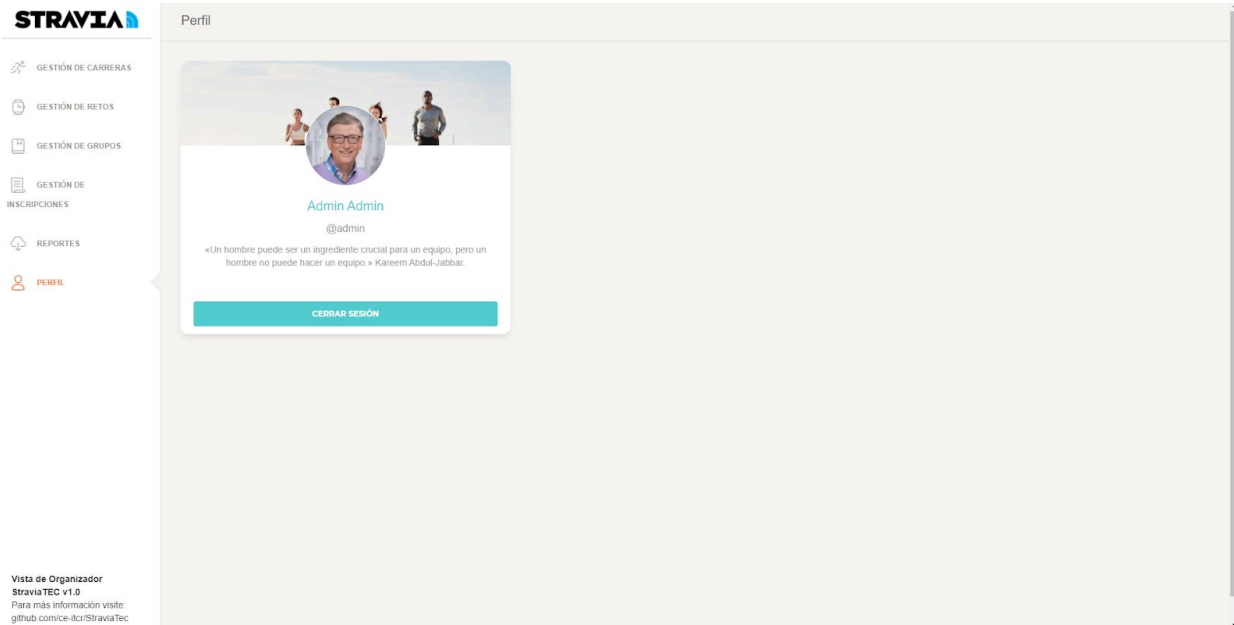 STRAVIA
GESTIÓN DE CARRERAS
GESTIÓN DE RETOS
GESTIÓN DE GRUPOS
GESTIÓN DE
INSCRIPCIONES
REPORTES
PERFIL
Vista de Organizador
StraviaTEC v1.0
Para más información visite:
github.com/ce-itcr/StraviaTec
Perfil
Admin Admin
@admin
«Un hombre puede ser un ingrediente crucial para un equipo, pero un
hombre no puede hacer un equipo.» Kareem Abdul-Jabbar.
CERRAR SESIÓN